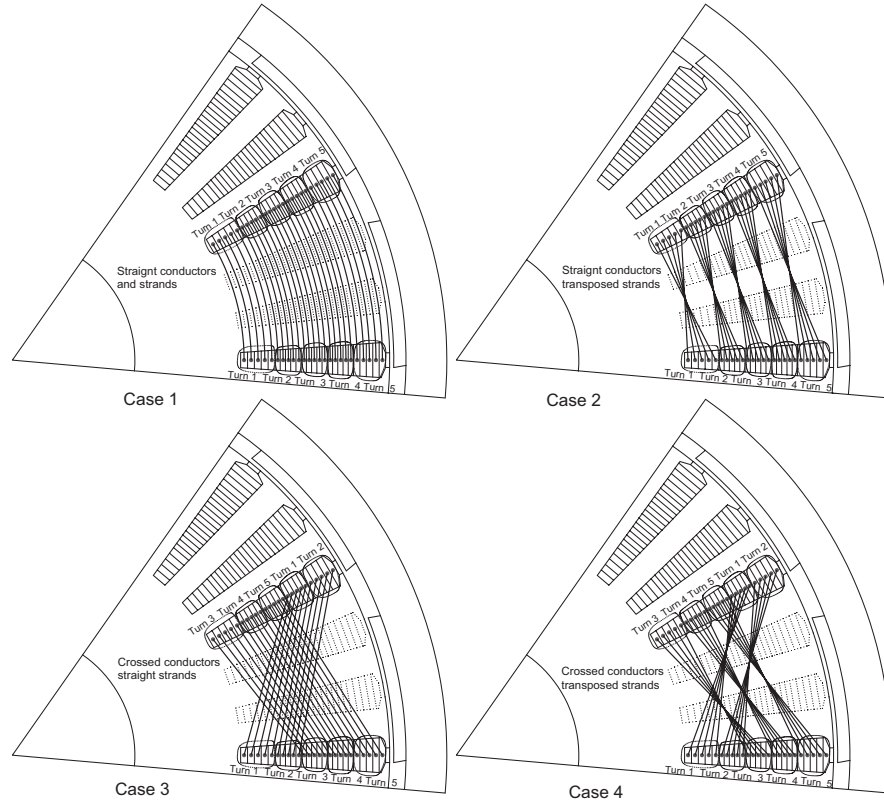 Turn 1 Turn 2 Turn 3 Turn 4 Turn 5
Straignt conductors
and strands
Turn 1 Turn 2 Turn 3 Turn 4 Turn 5
Case 1
Turn 1 Turn 2 Turn 3 Turn 4 Turn 5
Straignt conductors
transposed strands
Turn 1 Turn 2 Turn 3 Turn 4 Turn 5
Case 2
Turn 3 Turn 4 Turn 5 Turn 1 Turn 2
Crossed conductors
straight strands
Turn 1 Turn 2 Turn 3 Turn 4 Turn 5
Case 3
Turn 3 Turn 4 Turn 5 Turn 1 Turn 2
Crossed conductors
transposed strands
Turn 1 Turn 2 Turn 3 Turn 4 Turn 5
Case 4